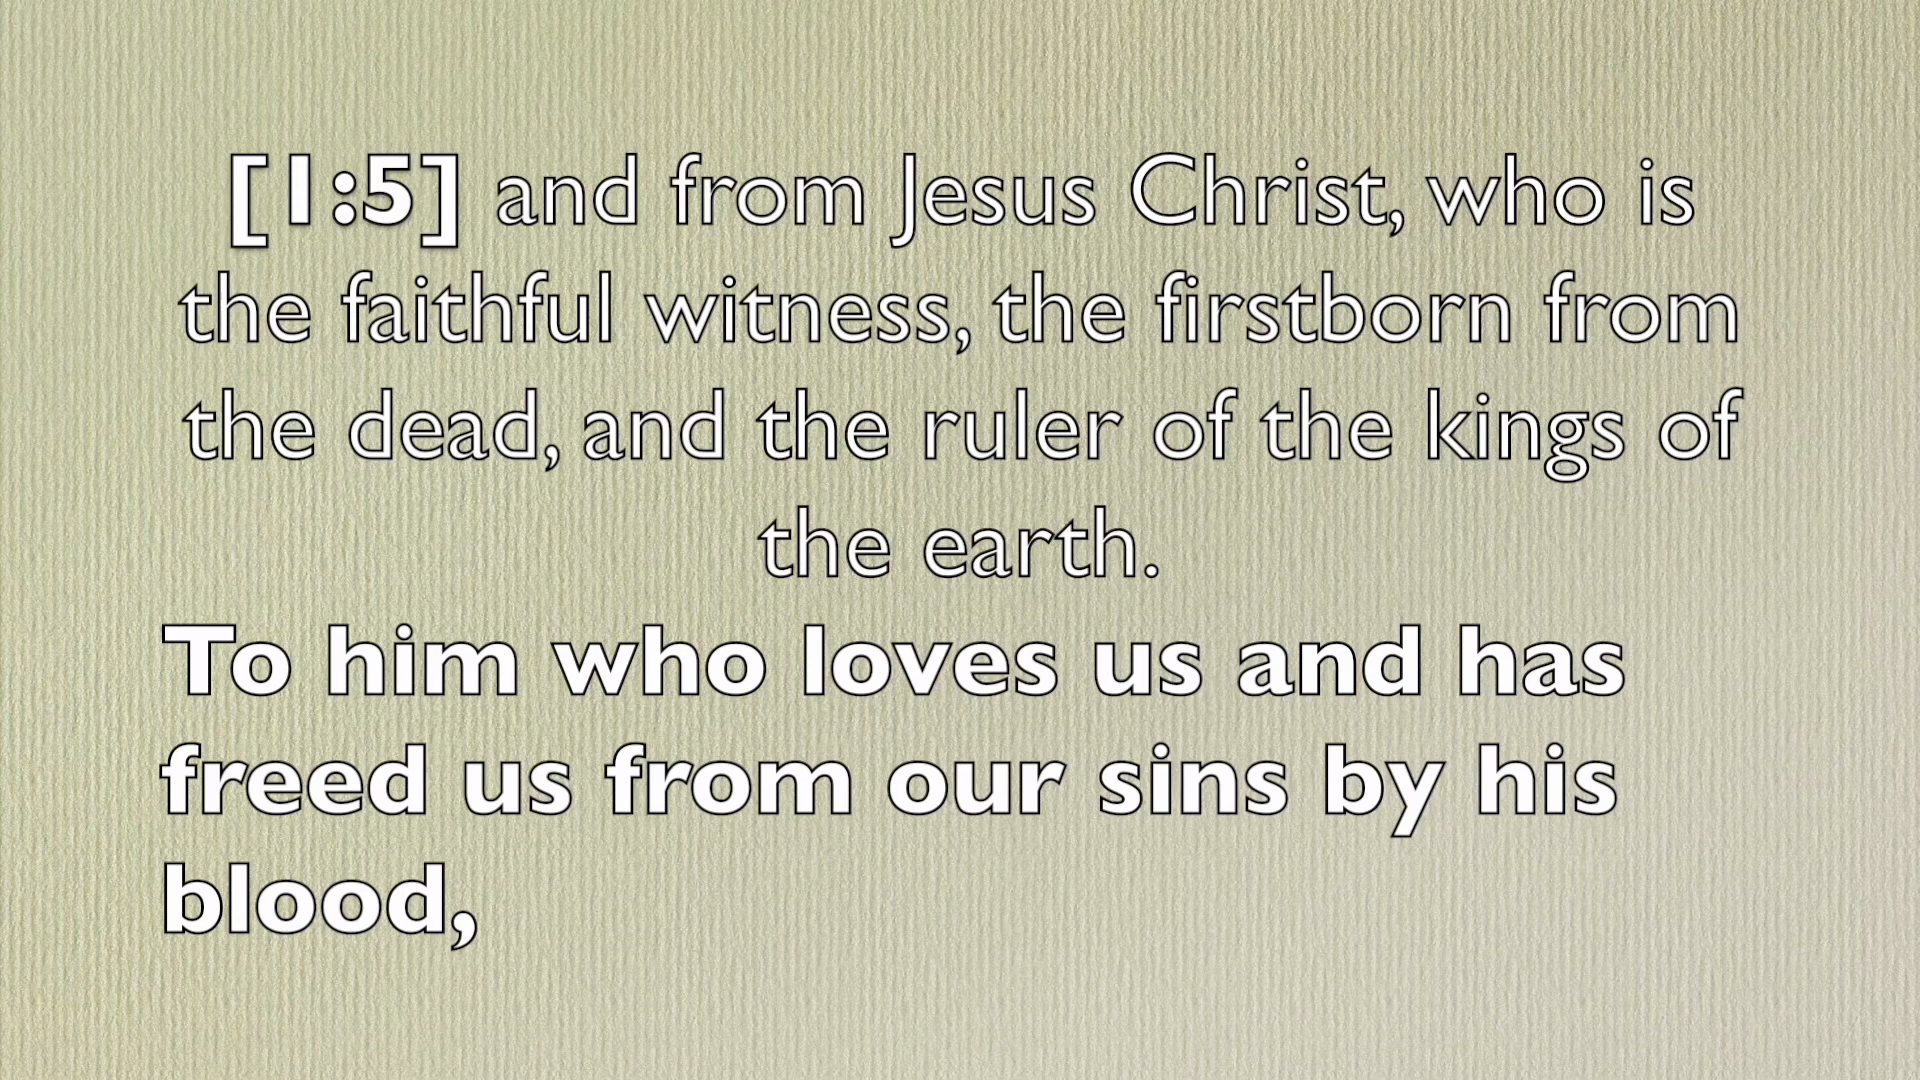 [1:5] and from Jesus Christ, who is
the faithful witness, the firstborn from
the dead, and the ruler of the kings of
the earth.
To him who loves us and has
freed us from our sins by his
blood,